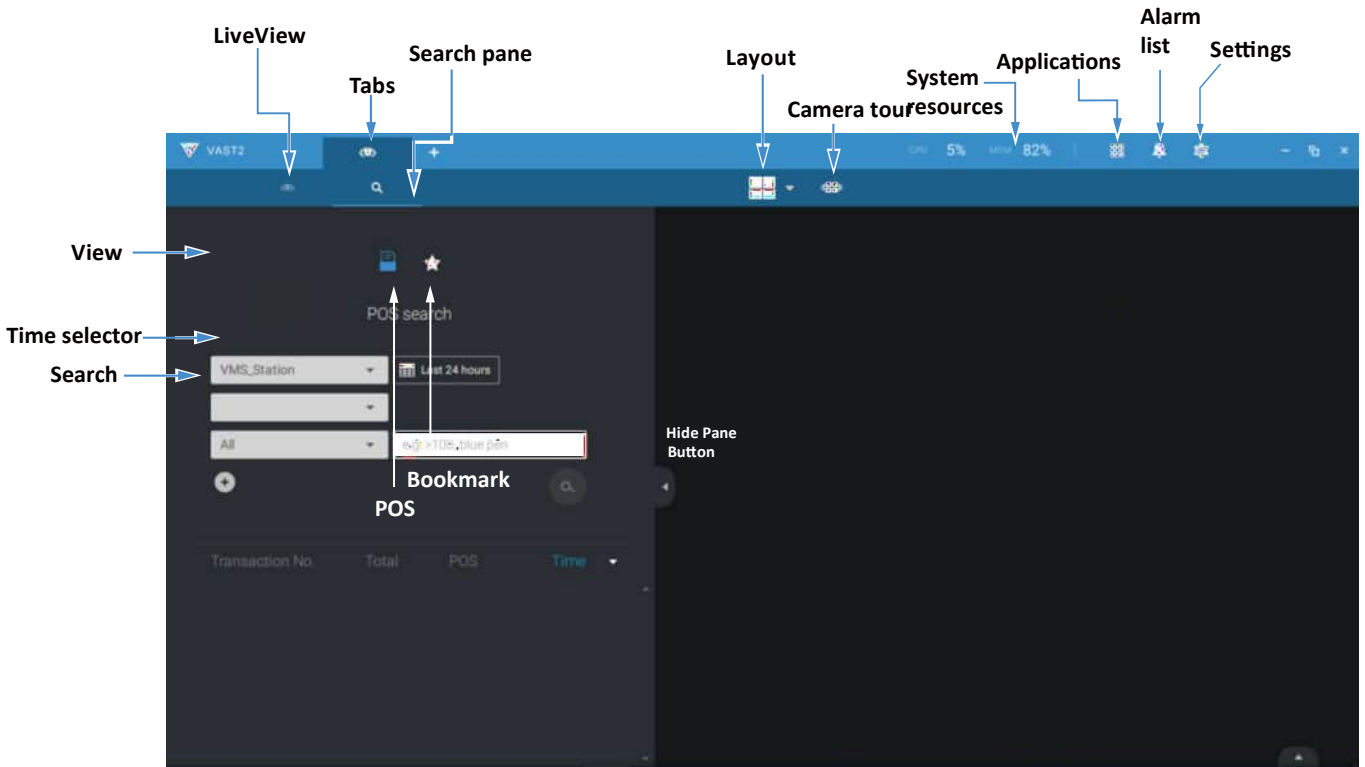 Alarm
list
LiveView
Search pane
Layout
Settings
Applications
System
resources
Tabs
Camera tour
VAST2
+
CPU 5% MEM 82%
View
POS search
Time selector
Search
VMS_Station
Last 24 hours
All
e.g: >100, blue pen
Hide Pane
Button
Bookmark
POS
Transaction No. Total POS Time